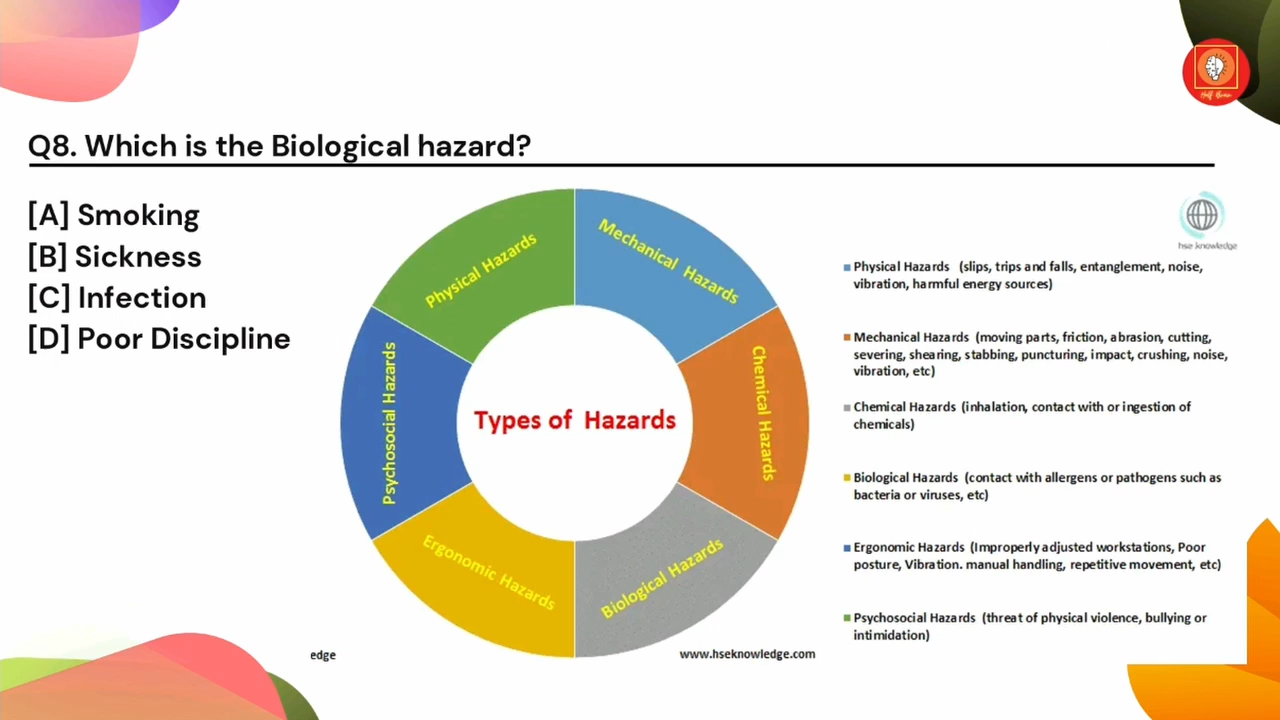 Half Brain
Q8. Which is the Biological hazard?
[A] Smoking
[B] Sickness
[C] Infection
[D] Poor Discipline
Physical Hazards
Mechanical Hazards
Psychosocial Hazards
Chemical Hazards
Types of Hazards
Ergonomic Hazards
Biological Hazards
edge
www.hseknowledge.com
hse knowledge
Physical Hazards (slips, trips and falls, entanglement, noise,
vibration, harmful energy sources)
Mechanical Hazards (moving parts, friction, abrasion, cutting,
severing, shearing, stabbing, puncturing, impact, crushing, noise,
vibration, etc)
Chemical Hazards (inhalation, contact with or ingestion of
chemicals)
Biological Hazards (contact with allergens or pathogens such as
bacteria or viruses, etc)
Ergonomic Hazards (Improperly adjusted workstations, Poor
posture, Vibration. manual handling, repetitive movement, etc)
Psychosocial Hazards (threat of physical violence, bullying or
intimidation)